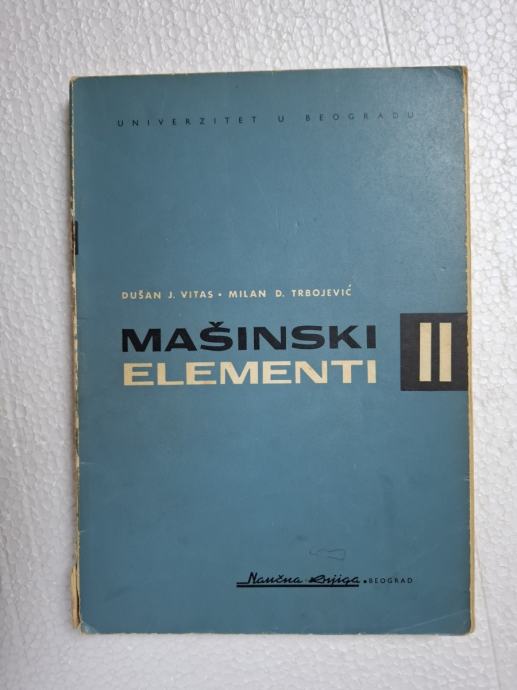 UNIVERZITET U BEOGRADU
DUŠAN J. VITAS • MILAN D. TRBOJEVIĆ
MAŠINSKI
ELEMENTI II
Naučna knjiga • BEOGRAD